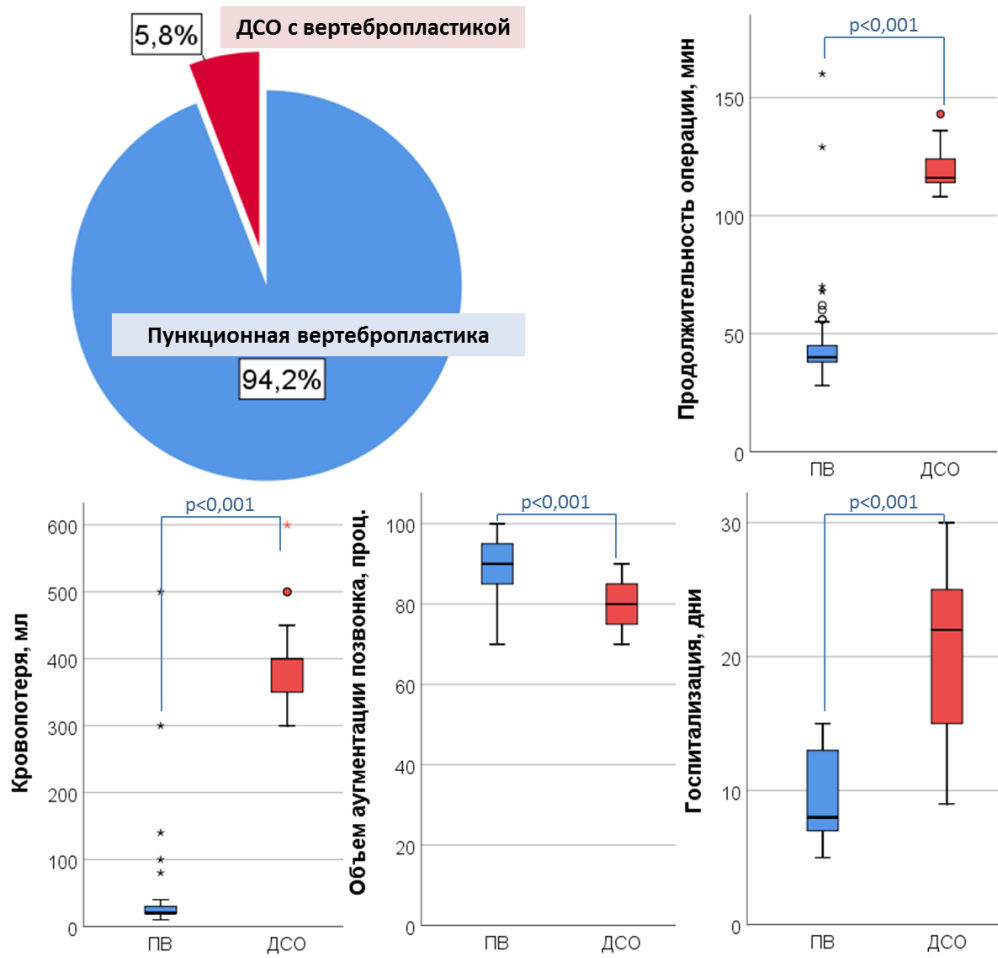 ДСО с вертебропластикой
5,8%
Пункционная вертебропластика
94,2%
Продолжительность операции, мин
p<0,001
150
100
50
0
ПВ
ДСО
Кровопотеря, мл
p<0,001
600
500
400
300
200
100
0
ПВ
ДСО
Объем аугментации позвонка, проц.
p<0,001
100
80
60
40
20
0
ПВ
ДСО
Госпитализация, дни
p<0,001
30
20
10
0
ПВ
ДСО